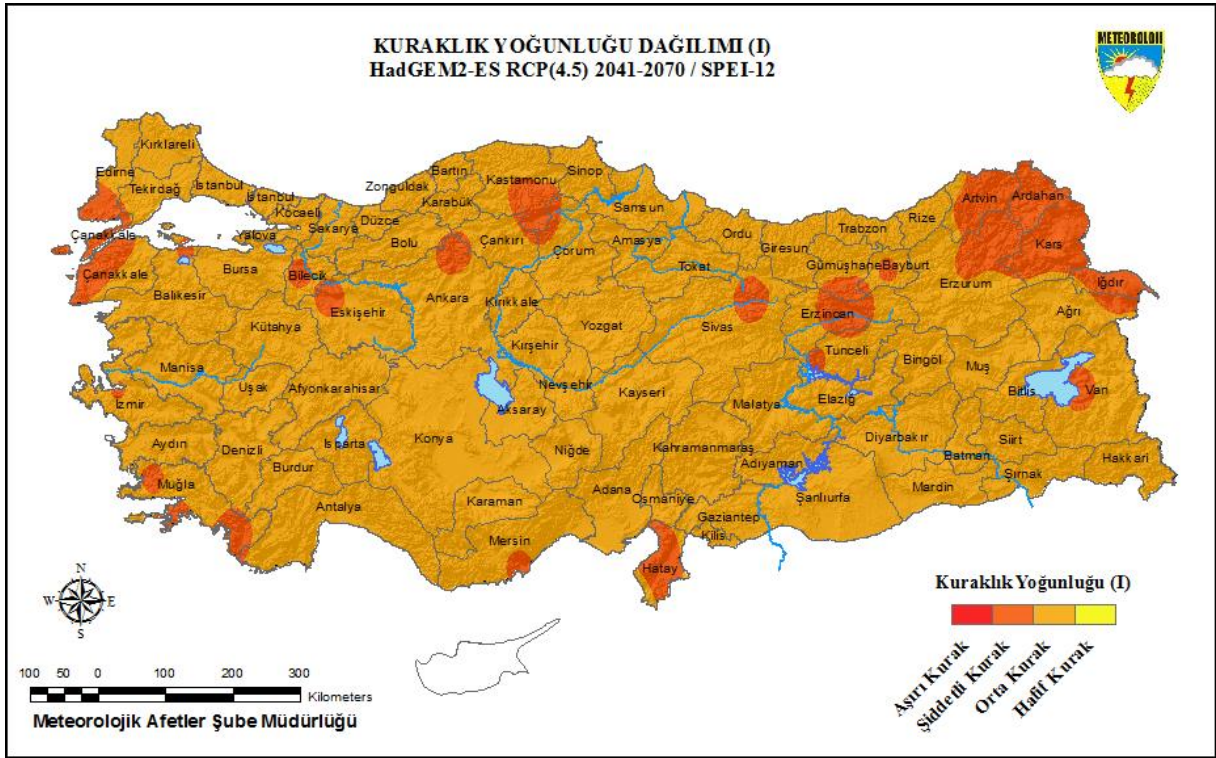 KURAKLIK YOĞUNLUĞU DAĞILIMI (I)
HadGEM2-ES RCP(4.5) 2041-2070 / SPEI-12
METEOROLOJI
Kırklareli
Edirne
Tekirdağ
İstanbul
İstanbul
Kocaeli
Yalova
Sakarya
Düzce
Zonguldak
Bartın
Karabük
Kastamonu
Sinop
Samsun
Bolu
Çankırı
Çorum
Amasya
Ordu
Giresun
Trabzon
Rize
Artvin
Ardahan
Kars
Çanakkale
Çanakkale
Bursa
Bilecik
Balıkesir
Eskişehir
Ankara
Kırıkkale
Tokat
Gümüşhane
Bayburt
Erzurum
Iğdır
Ağrı
Kütahya
Yozgat
Sivas
Erzincan
Kırşehir
Tunceli
Bingöl
Muş
Manisa
Uşak
Afyonkarahisar
Nevşehir
Kayseri
Malatya
Elazığ
Bitlis
Van
İzmir
Aksaray
Aydın
Denizli
Isparta
Konya
Niğde
Kahramanmaraş
Adıyaman
Diyarbakır
Batman
Siirt
Hakkari
Burdur
Muğla
Antalya
Karaman
Adana
Osmaniye
Gaziantep
Şanlıurfa
Mardin
Şırnak
Kilis
Mersin
Hatay
N
W
E
S
100 50 0 100 200 300
Kilometers
Meteorolojik Afetler Şube Müdürlüğü
Kuraklık Yoğunluğu (I)
Aşırı Kurak
Şiddetli Kurak
Orta Kurak
Hafif Kurak